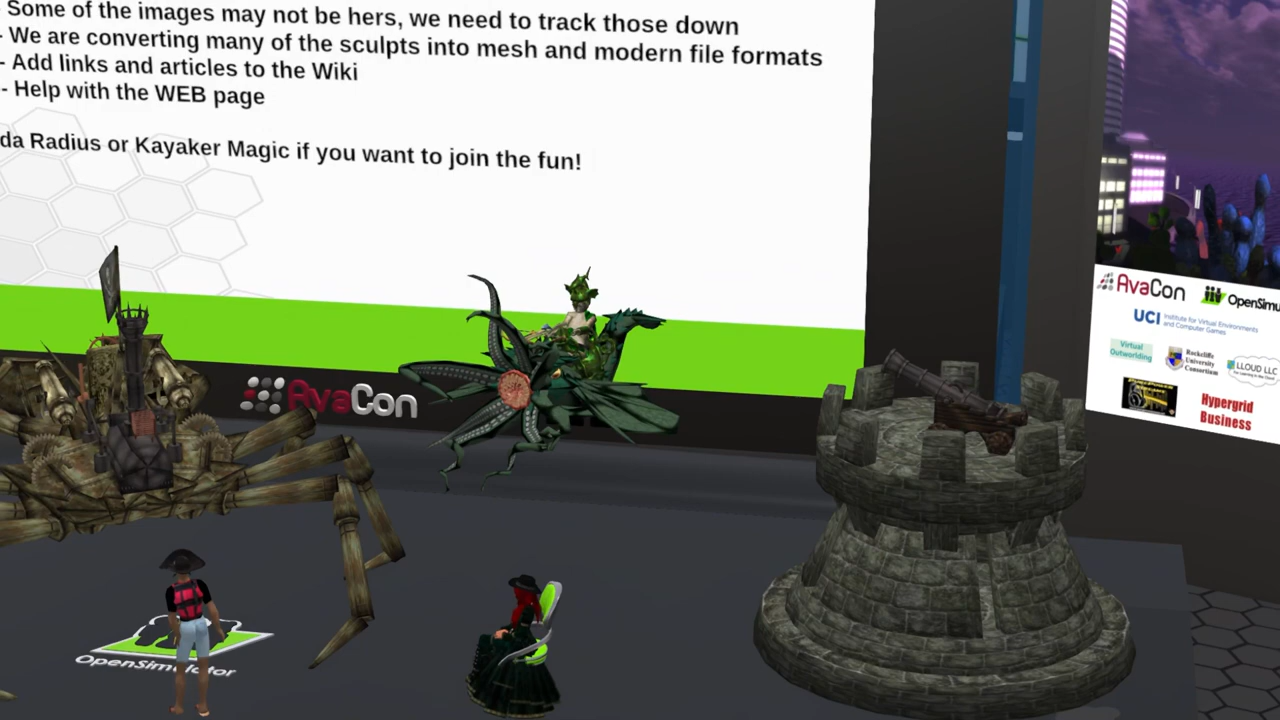 Some of the images may not be hers, we need to track those down
- We are converting many of the sculpts into mesh and modern file formats
- Add links and articles to the Wiki
- Help with the WEB page
da Radius or Kayaker Magic if you want to join the fun!
AvaCon
OpenSimulator
AvaCon
OpenSimu
UCI
Institute for Virtual Environments
and Computer Games
Virtual
Outworlding
Rockcliffe
University
Consortium
LLOUD LLC
Hypergrid
Business